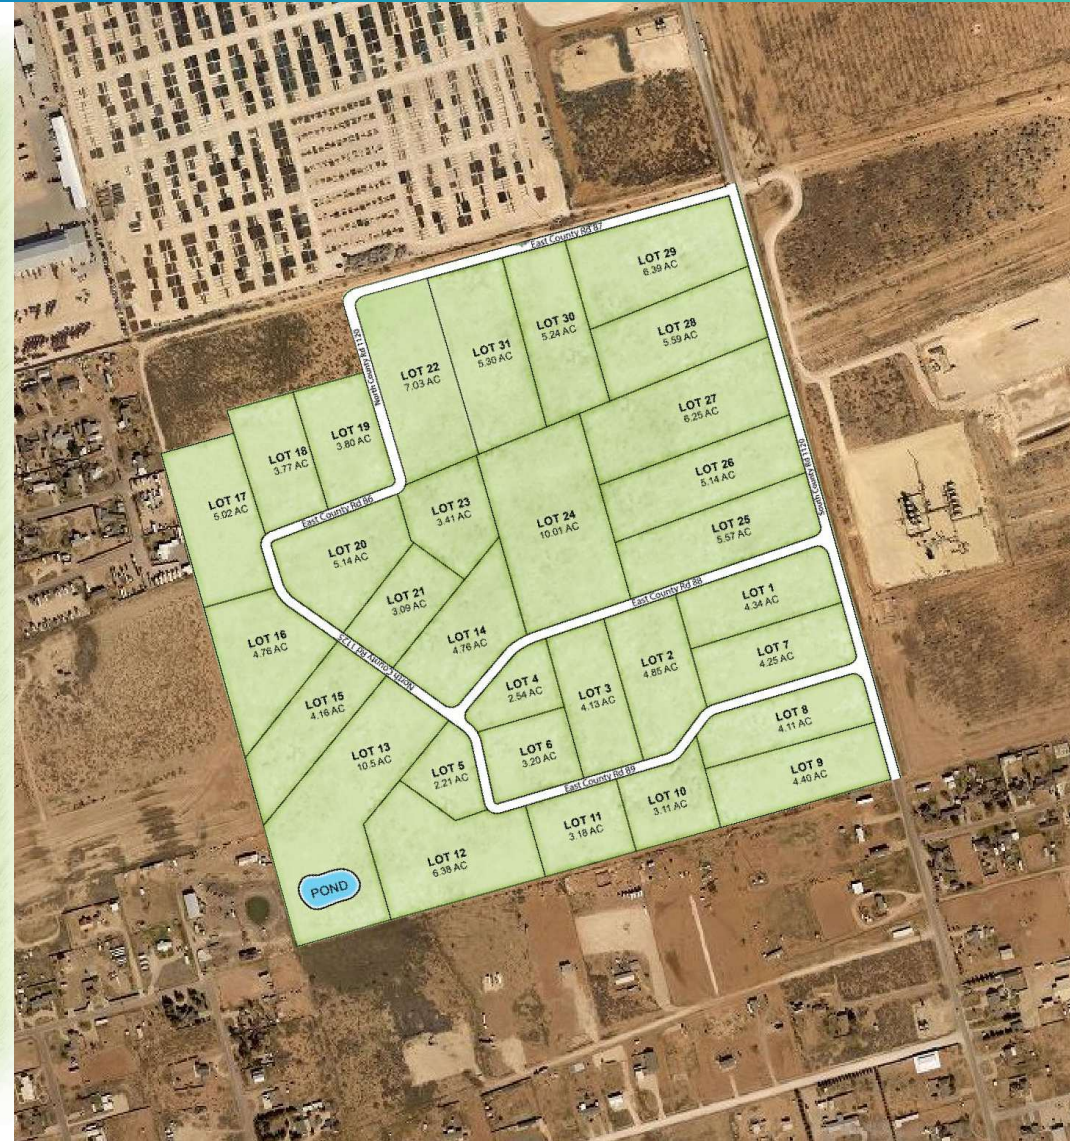 East County Rd 87
LOT 29
6.39 AC
LOT 30
5.24 AC
LOT 28
5.59 AC
North County Rd 1120
LOT 31
5.30 AC
LOT 22
7.03 AC
LOT 27
6.25 AC
LOT 19
3.80 AC
LOT 18
3.77 AC
South County Rd 1120
LOT 26
5.14 AC
LOT 17
5.02 AC
LOT 23
3.41 AC
East County Rd 86
LOT 24
10.01 AC
LOT 25
5.57 AC
LOT 20
5.14 AC
LOT 21
3.09 AC
East County Rd 88
LOT 1
4.34 AC
LOT 16
4.76 AC
LOT 14
4.76 AC
North County Rd 1125
LOT 7
4.25 AC
LOT 2
4.85 AC
LOT 4
2.54 AC
LOT 3
4.13 AC
LOT 15
4.16 AC
LOT 8
4.11 AC
LOT 13
10.5 AC
LOT 6
3.20 AC
LOT 5
2.21 AC
East County Rd 89
LOT 9
4.40 AC
LOT 10
3.11 AC
LOT 11
3.18 AC
LOT 12
6.38 AC
POND